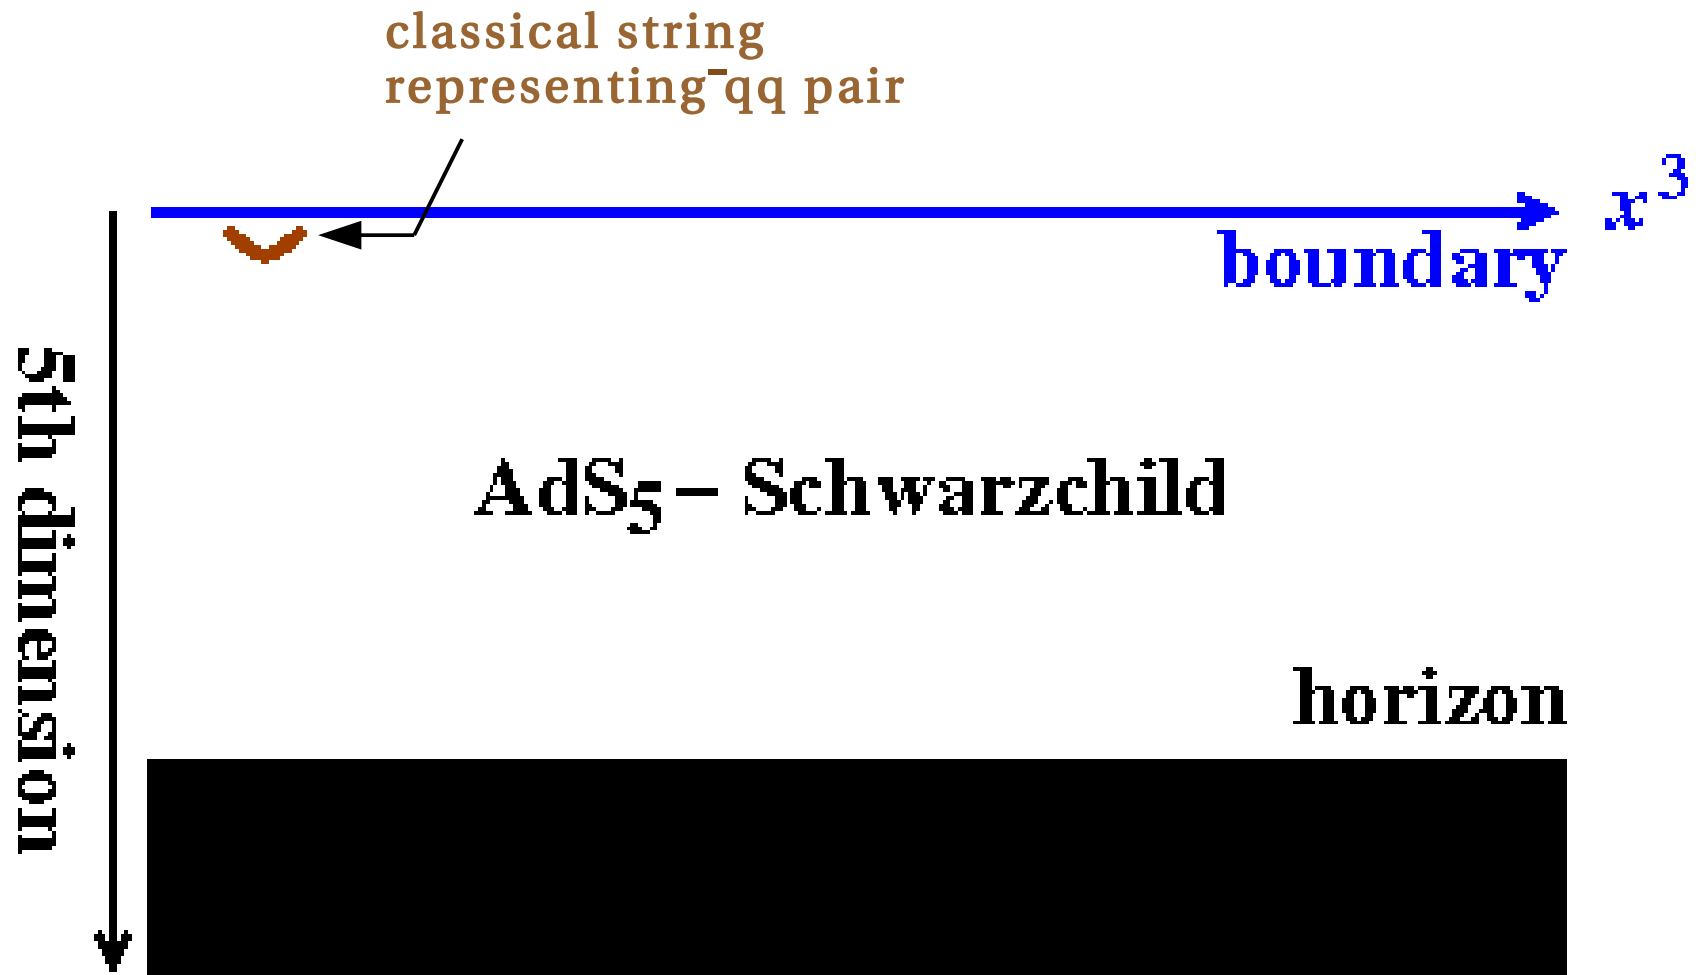 classical string
representing q̄q pair
x³
boundary
5th dimension
AdS₅ – Schwarzchild
horizon